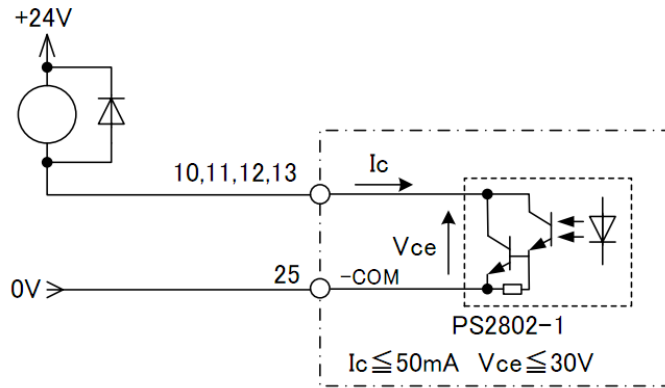 +24V
10,11,12,13
Ic
Vce
0V
25
-COM
PS2802-1
Ic≦50mA Vce≦30V